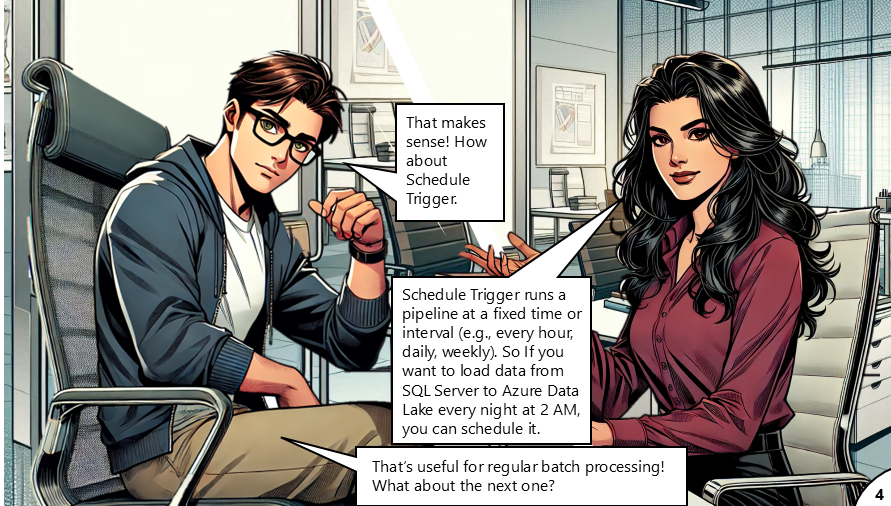 That makes
sense! How
about
Schedule
Trigger.
Schedule Trigger runs a
pipeline at a fixed time or
interval (e.g., every hour,
daily, weekly). So If you
want to load data from
SQL Server to Azure Data
Lake every night at 2 AM,
you can schedule it.
That's useful for regular batch processing!
What about the next one?
4